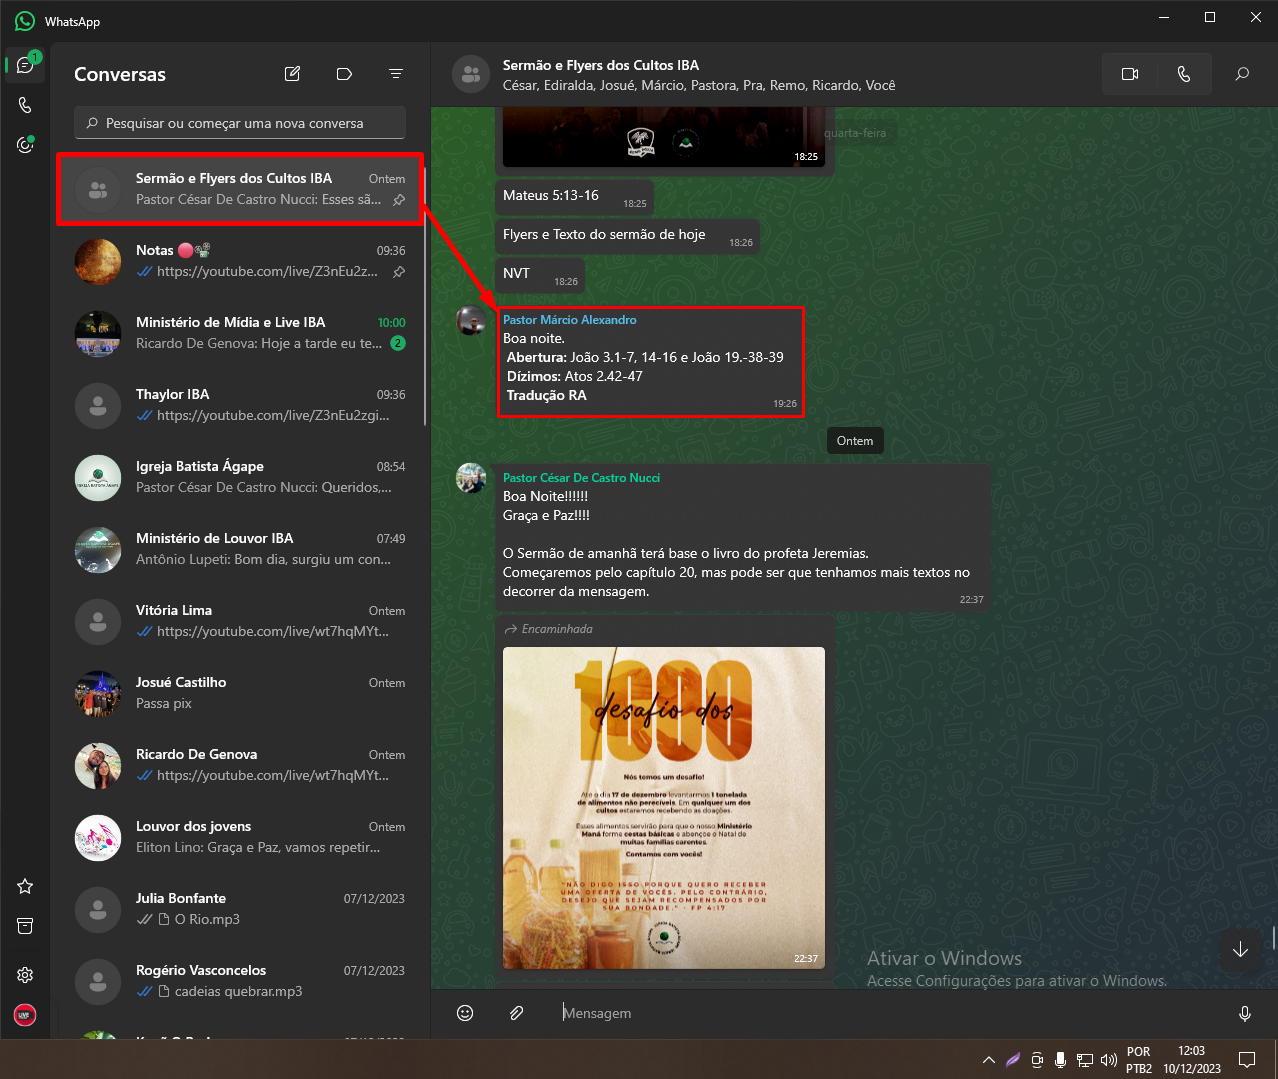 WhatsApp
1
Conversas
Pesquisar ou começar uma nova conversa
Sermão e Flyers dos Cultos IBA
Ontem
Pastor César De Castro Nucci: Esses sã...
Notas
09:36
https://youtube.com/live/Z3nEu2z...
Ministério de Mídia e Live IBA
10:00
Ricardo De Genova: Hoje a tarde eu te...
2
Thaylor IBA
09:36
https://youtube.com/live/Z3nEu2zgi...
Igreja Batista Ágape
08:54
Pastor César De Castro Nucci: Queridos,...
Ministério de Louvor IBA
07:49
Antônio Lupeti: Bom dia, surgiu um con...
Vitória Lima
Ontem
https://youtube.com/live/wt7hqMYt...
Josué Castilho
Ontem
Passa pix
Ricardo De Genova
Ontem
https://youtube.com/live/wt7hqMYt...
Louvor dos jovens
Ontem
Eliton Lino: Graça e Paz, vamos repetir...
Julia Bonfante
07/12/2023
O Rio.mp3
Rogério Vasconcelos
07/12/2023
cadeias quebrar.mp3
LIVE
Sermão e Flyers dos Cultos IBA
César, Ediralda, Josué, Márcio, Pastora, Pra, Remo, Ricardo, Você
quarta-feira
18:25
Mateus 5:13-16
18:25
Flyers e Texto do sermão de hoje
18:26
NVT
18:26
Pastor Márcio Alexandro
Boa noite.
Abertura: João 3.1-7, 14-16 e João 19.-38-39
Dízimos: Atos 2.42-47
Tradução RA
19:26
Ontem
Pastor César De Castro Nucci
Boa Noite!!!!!!
Graça e Paz!!!!
O Sermão de amanhã terá base o livro do profeta Jeremias.
Começaremos pelo capítulo 20, mas pode ser que tenhamos mais textos no
decorrer da mensagem.
22:37
Encaminhada
1000
desafio dos
Nós temos um desafio!
Até o dia 17 de dezembro levantarmos 1 tonelada
de alimentos não perecíveis. Em qualquer um dos
cultos estaremos recebendo as doações.
Esses alimentos servirão para que o nosso Ministério
Maná forme cestas básicas e abençoe o Natal de
muitas famílias carentes.
Contamos com vocês!
"NÃO DIGO ISSO PORQUE QUERO RECEBER
UMA OFERTA DE VOCÊS. PELO CONTRÁRIO,
DESEJO QUE SEJAM RECOMPENSADOS POR
SUA BONDADE." - FP 4:17
22:37
Ativar o Windows
Acesse Configurações para ativar o Windows.
Mensagem
POR
PTB2
12:03
10/12/2023